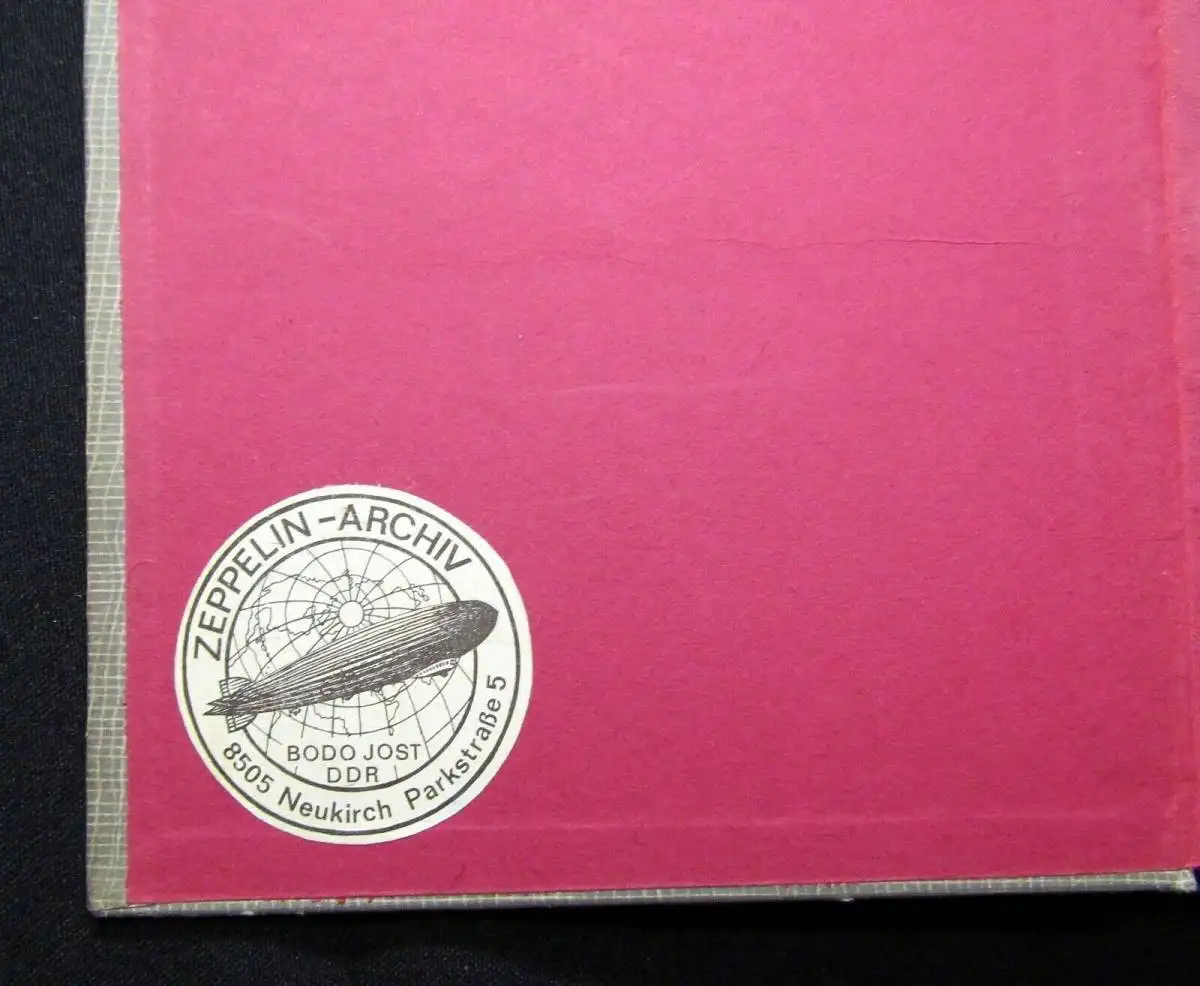 ZEPPELIN-ARCHIV
BODO JOST
DDR
8505 Neukirch Parkstraße 5